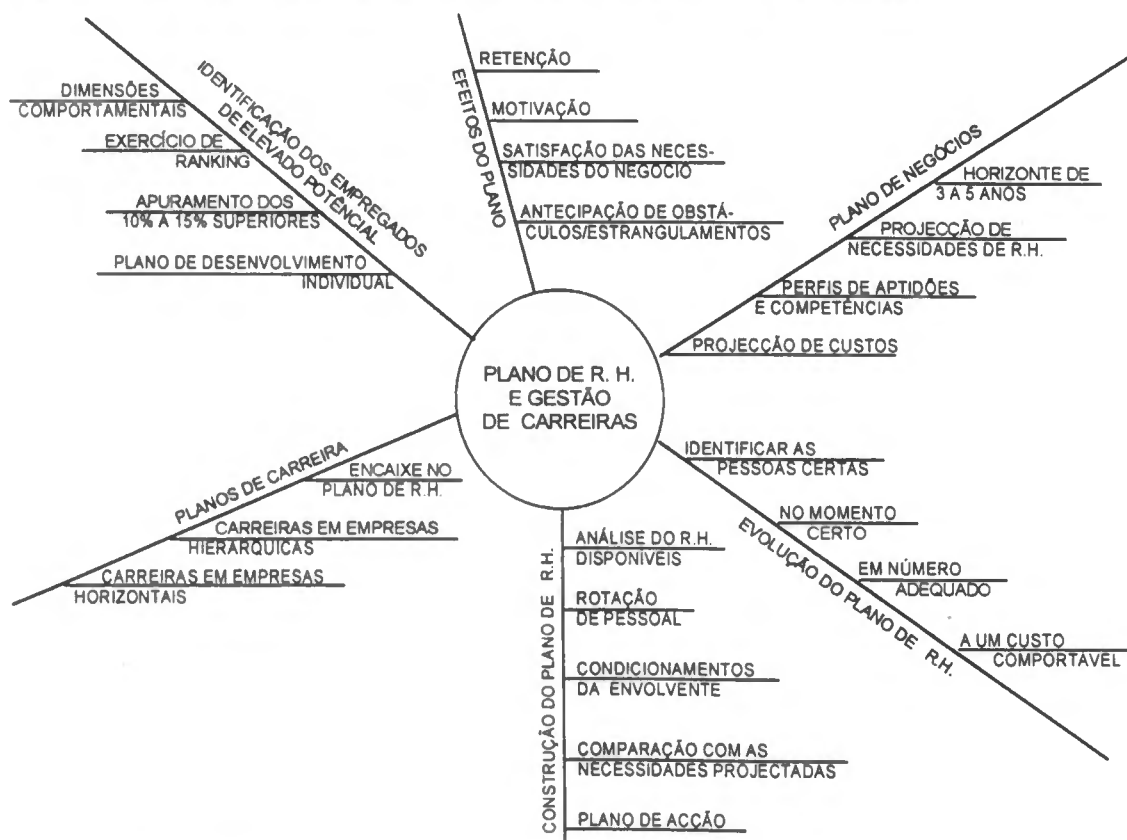 IDENTIFICAÇÃO DOS EMPREGADOS
DE ELEVADO POTÊNCIAL
DIMENSÕES
COMPORTAMENTAIS
EXERCÍCIO DE
RANKING
APURAMENTO DOS
10% A 15% SUPERIORES
PLANO DE DESENVOLVIMENTO
INDIVIDUAL
EFEITOS DO PLANO
RETENÇÃO
MOTIVAÇÃO
SATISFAÇÃO DAS NECES-
SIDADES DO NEGÓCIO
ANTECIPAÇÃO DE OBSTÁ-
CULOS/ESTRANGULAMENTOS
PLANO DE NEGÓCIOS
HORIZONTE DE
3 A 5 ANOS
PROJECÇÃO DE
NECESSIDADES DE R.H.
PERFIS DE APTIDÕES
E COMPETÊNCIAS
PROJECÇÃO DE CUSTOS
PLANO DE R. H.
E GESTÃO
DE CARREIRAS
PLANOS DE CARREIRA
ENCAIXE NO
PLANO DE R.H.
CARREIRAS EM EMPRESAS
HIERÁRQUICAS
CARREIRAS EM EMPRESAS
HORIZONTAIS
CONSTRUÇÃO DO PLANO DE R.H.
ANÁLISE DO R.H.
DISPONIVÉIS
ROTAÇÃO
DE PESSOAL
CONDICIONAMENTOS
DA ENVOLVENTE
COMPARAÇÃO COM AS
NECESSIDADES PROJECTADAS
PLANO DE ACÇÃO
EVOLUÇÃO DO PLANO DE R.H.
IDENTIFICAR AS
PESSOAS CERTAS
NO MOMENTO
CERTO
EM NÚMERO
ADEQUADO
A UM CUSTO
COMPORTÁVEL